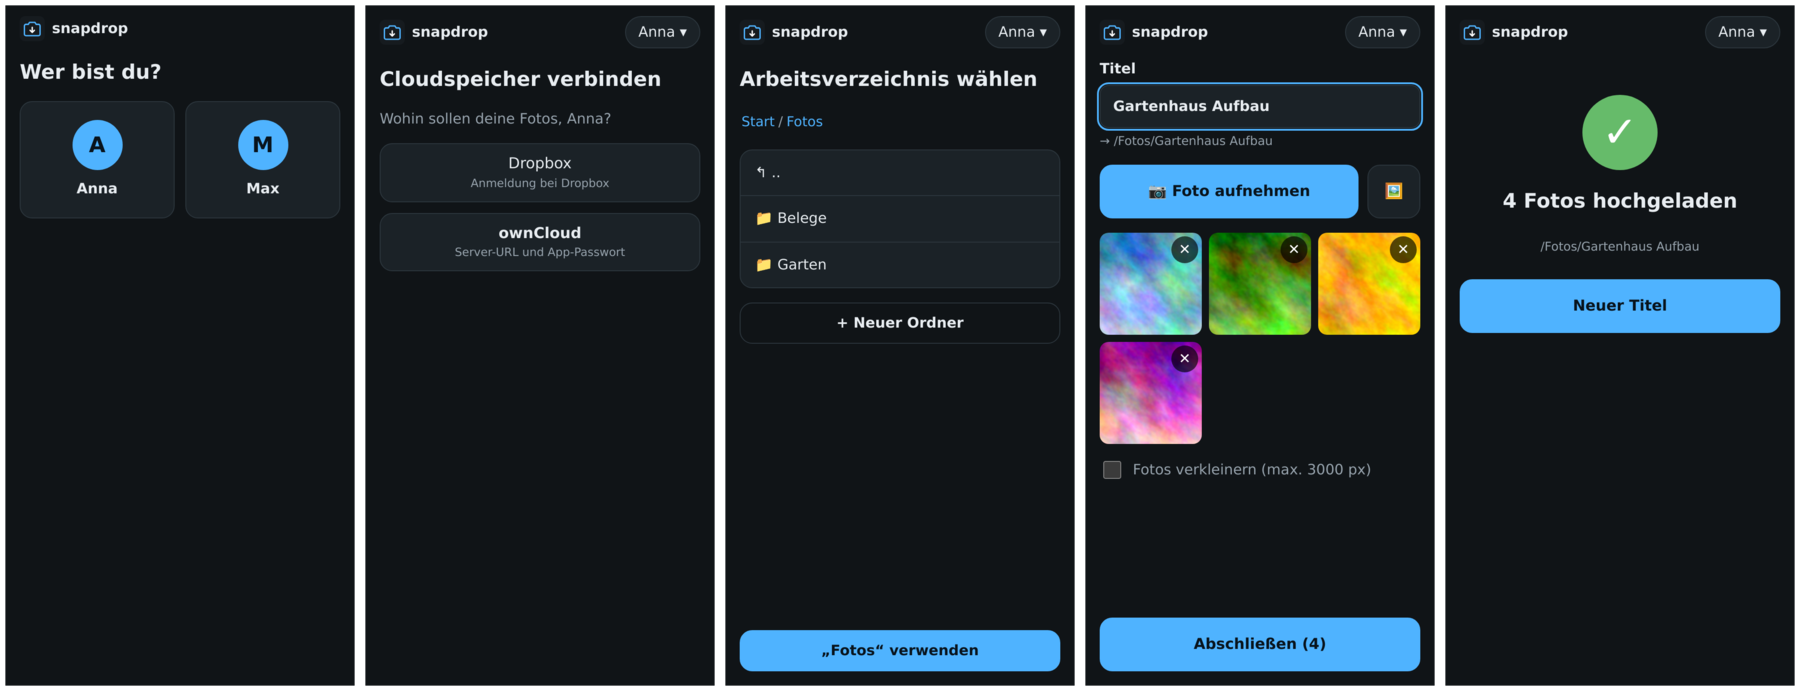 snapdrop
Wer bist du?
A
Anna
M
Max
snapdrop
Anna ▾
Cloudspeicher verbinden
Wohin sollen deine Fotos, Anna?
Dropbox
Anmeldung bei Dropbox
ownCloud
Server-URL und App-Passwort
snapdrop
Anna ▾
Arbeitsverzeichnis wählen
Start / Fotos
↰ ..
📁 Belege
📁 Garten
+ Neuer Ordner
„Fotos“ verwenden
snapdrop
Anna ▾
Titel
Gartenhaus Aufbau
→ /Fotos/Gartenhaus Aufbau
📷 Foto aufnehmen
🖼️
✕ ✕ ✕
✕
Fotos verkleinern (max. 3000 px)
Abschließen (4)
snapdrop
Anna ▾
✓
4 Fotos hochgeladen
/Fotos/Gartenhaus Aufbau
Neuer Titel